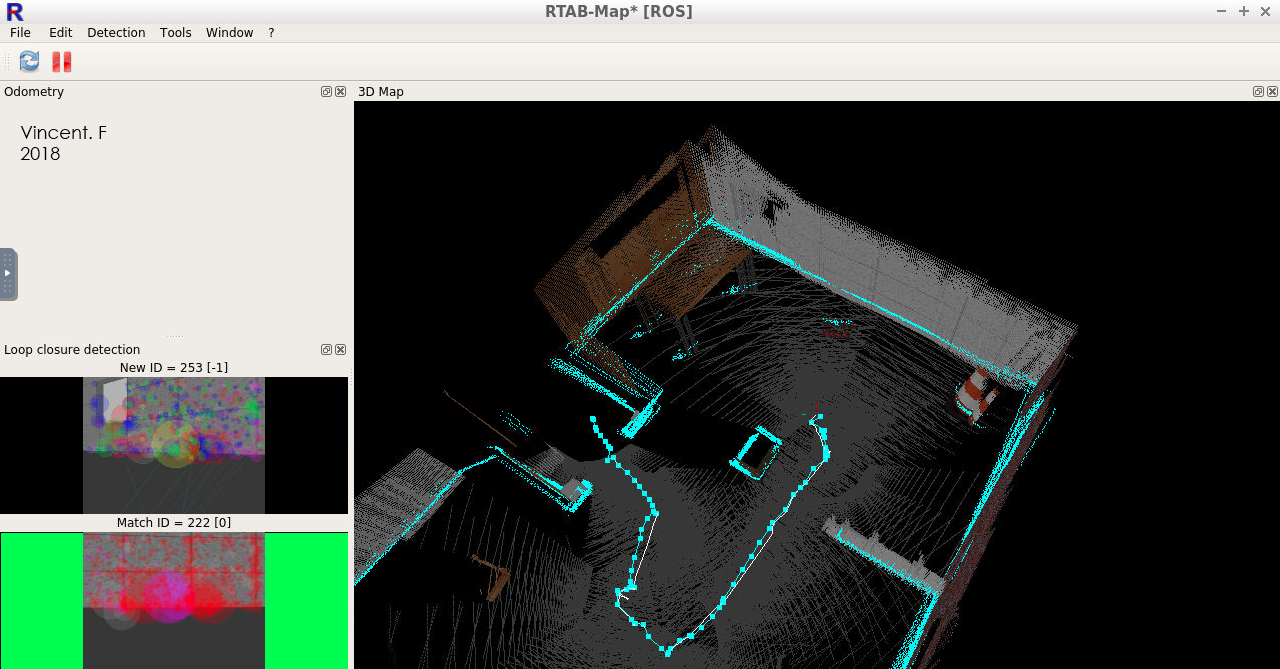 RTAB-Map* [ROS]
File Edit Detection Tools Window ?
Odometry
3D Map
Vincent. F
2018
Loop closure detection
New ID = 253 [-1]
Match ID = 222 [0]